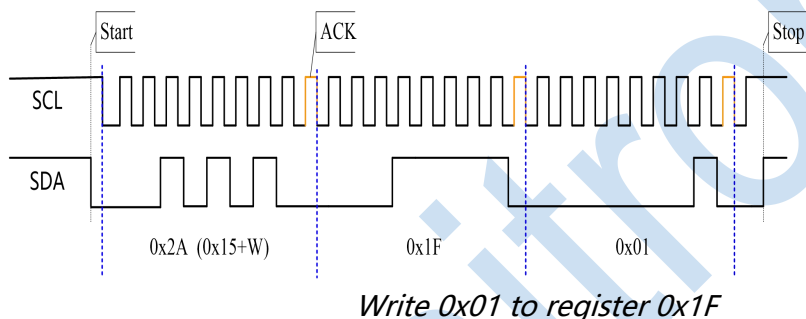 Start
ACK
Stop
SCL
SDA
0x2A (0x15+W)
0x1F
0x01
Write 0x01 to register 0x1F